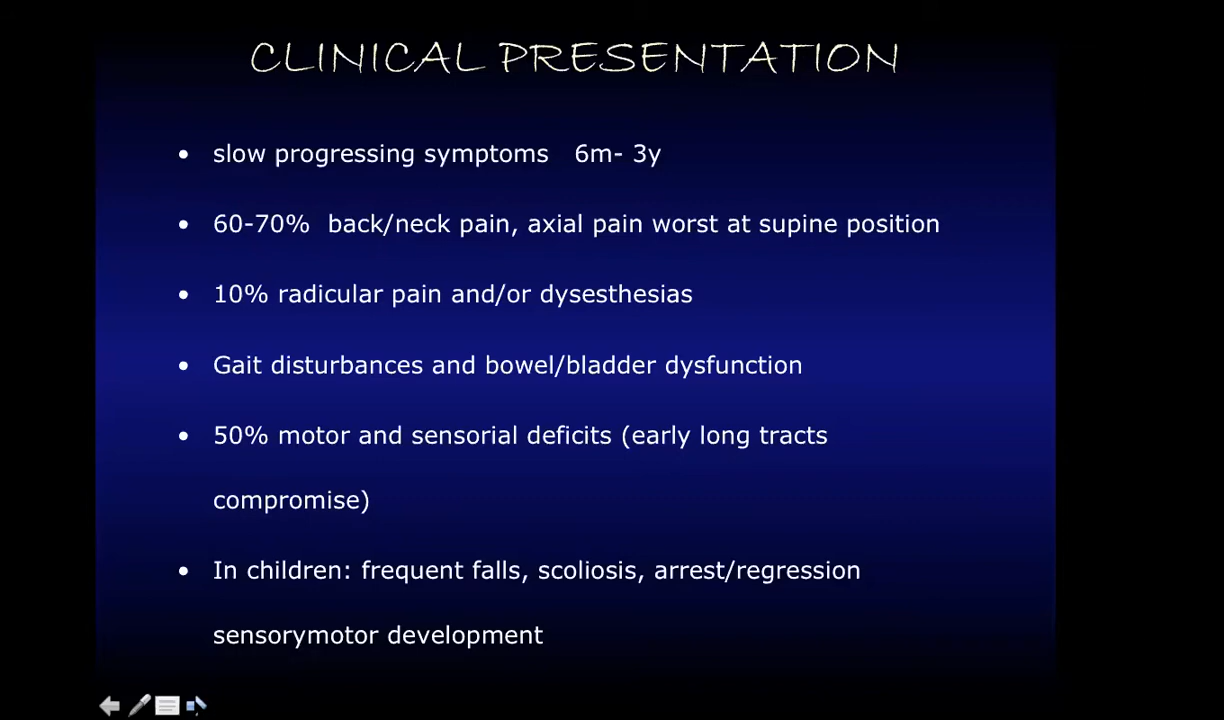 CLINICAL PRESENTATION
• slow progressing symptoms 6m- 3y
• 60-70% back/neck pain, axial pain worst at supine position
• 10% radicular pain and/or dysesthesias
• Gait disturbances and bowel/bladder dysfunction
• 50% motor and sensorial deficits (early long tracts
compromise)
• In children: frequent falls, scoliosis, arrest/regression
sensorymotor development